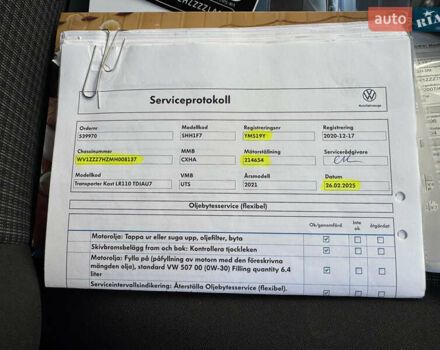 auto
Serviceprotokoll
Ordernr Modellkod Registreringsnr Registrering
539970 SHH1F7 YMS19Y 2020-12-17
Chassinummer MMB Mätarställning Servicerådgivare
WV1ZZZ7HZMH008137 CXHA 214654
Modellkod VMB Årsmodell Datum
Transporter Kast LR110 TDIAU7 UTS 2021 26.02.2025
Oljebytesservice (flexibel)
Ok/genomförd Inte ok åtgärdat
Motorolja: Tappa ur eller suga upp, oljefilter, byta
Skivbromsbelägg fram och bak: Kontrollera tjockleken
Motorolja: Fylla på (påfyllning av motorn med den föreskrivna
mängden olja), standard VW 507 00 (0W-30) Filling quantity 6.4
liter
Serviceintervallsindikering: Återställa Oljebytesservice (flexibel).